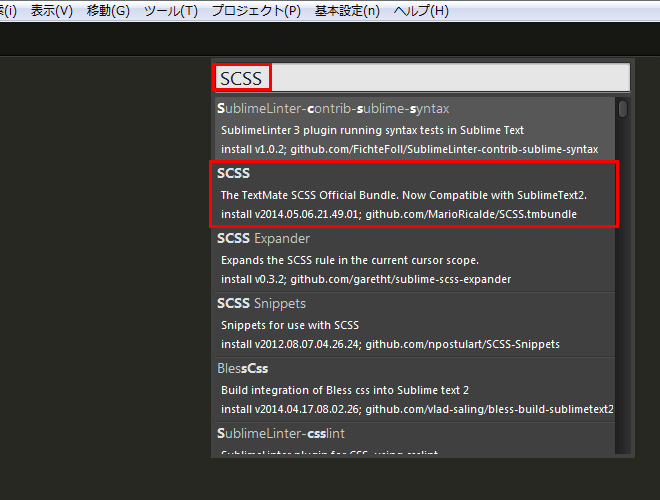 (i) 表示(V) 移動(G) ツール(T) プロジェクト(P) 基本設定(n) ヘルプ(H)
SCSS
SublimeLinter-contrib-sublime-syntax
SublimeLinter 3 plugin running syntax tests in Sublime Text
install v1.0.2; github.com/FichteFoll/SublimeLinter-contrib-sublime-syntax
SCSS
The TextMate SCSS Official Bundle. Now Compatible with SublimeText2.
install v2014.05.06.21.49.01; github.com/MarioRicalde/SCSS.tmbundle
SCSS Expander
Expands the SCSS rule in the current cursor scope.
install v0.3.2; github.com/garetht/sublime-scss-expander
SCSS Snippets
Snippets for use with SCSS
install v2012.08.07.04.26.24; github.com/npostulart/SCSS-Snippets
BlessCss
Build integration of Bless css into Sublime text 2
install v2014.04.17.08.02.26; github.com/vlad-saling/bless-build-sublimetext2
SublimeLinter-csslint
SublimeLinter plugin for CSS, using csslint.